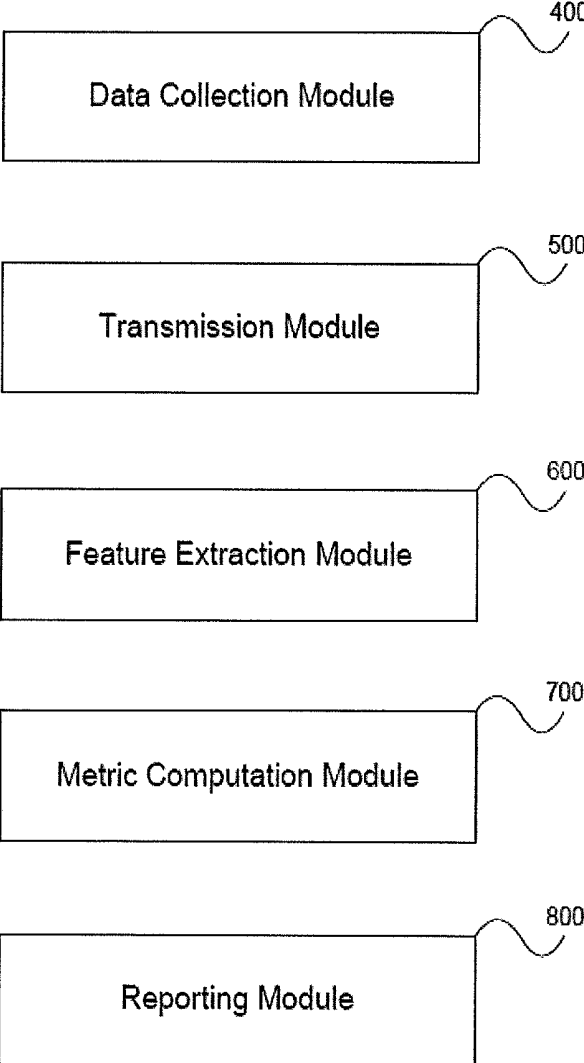 400
Data Collection Module
500
Transmission Module
600
Feature Extraction Module
700
Metric Computation Module
800
Reporting Module